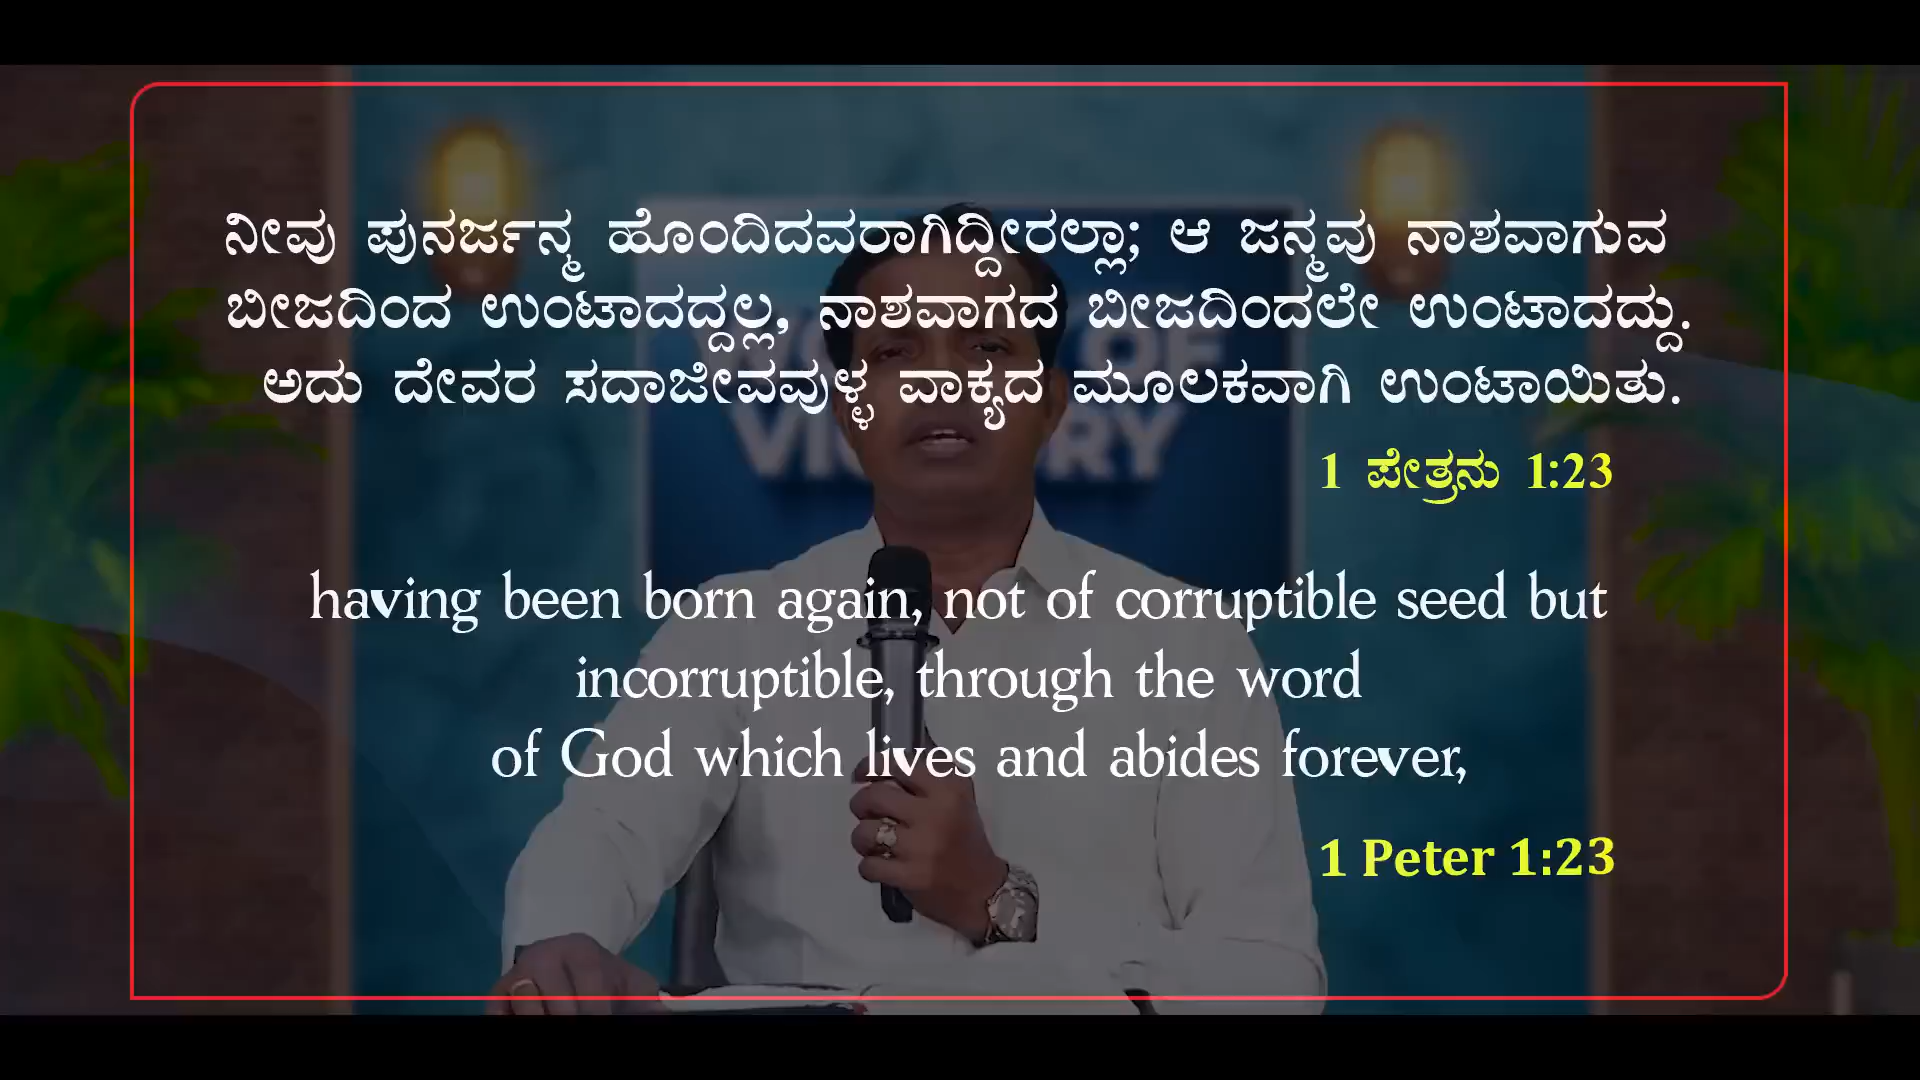 ನೀವು ಪುನರ್ಜನ್ಮ ಹೊಂದಿದವರಾಗಿದ್ದೀರಲ್ಲಾ; ಆ ಜನ್ಮವು ನಾಶವಾಗುವ
ಬೀಜದಿಂದ ಉಂಟಾದದ್ದಲ್ಲ, ನಾಶವಾಗದ ಬೀಜದಿಂದಲೇ ಉಂಟಾದದ್ದು.
ಅದು ದೇವರ ಸದಾಜೀವವವುಳ್ಳ ವಾಕ್ಯದ ಮೂಲಕವಾಗಿ ಉಂಟಾಯಿತು.
1 ಪೇತ್ರನು 1:23
having been born again, not of corruptible seed but
incorruptible, through the word
of God which lives and abides forever,
1 Peter 1:23